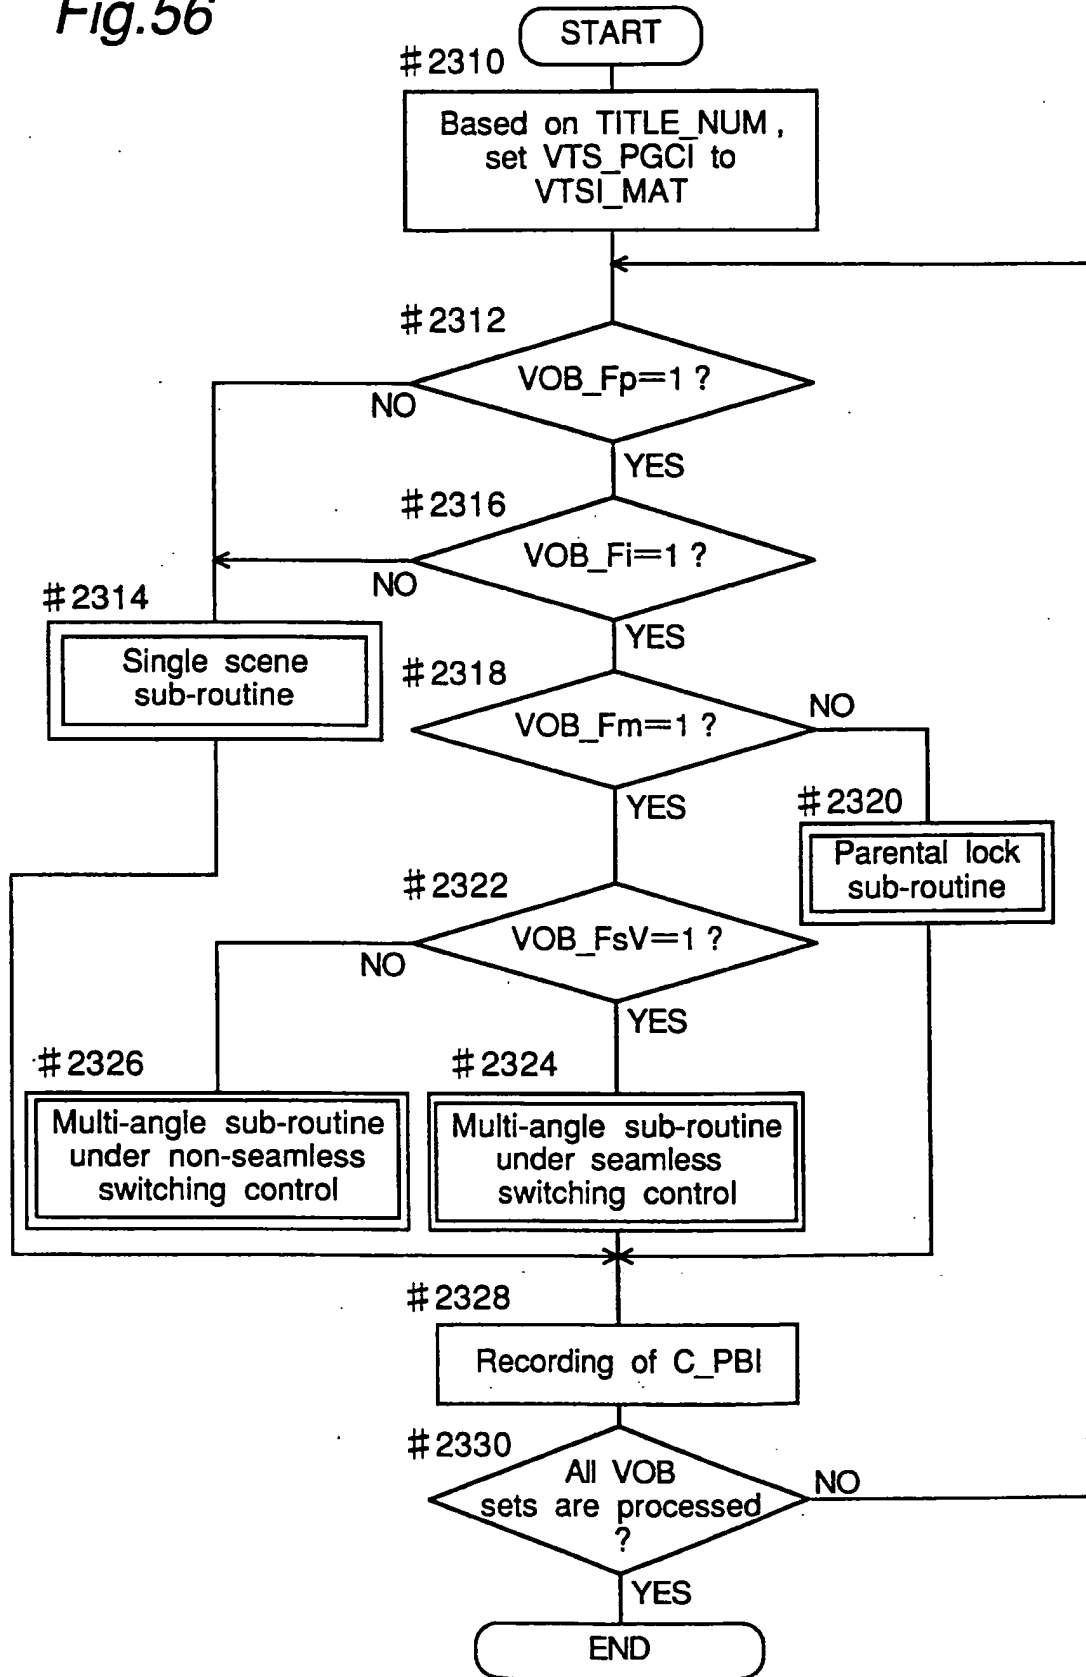 Fig.56
START
#2310
Based on TITLE_NUM,
set VTS_PGCI to
VTSI_MAT
#2312
VOB_Fp=1 ?
NO
YES
#2316
VOB_Fi=1 ?
NO
YES
#2314
Single scene
sub-routine
#2318
VOB_Fm=1 ?
NO
YES
#2320
Parental lock
sub-routine
#2322
VOB_FsV=1 ?
NO
YES
#2326
Multi-angle sub-routine
under non-seamless
switching control
#2324
Multi-angle sub-routine
under seamless
switching control
#2328
Recording of C_PBI
#2330
All VOB
sets are processed
?
NO
YES
END